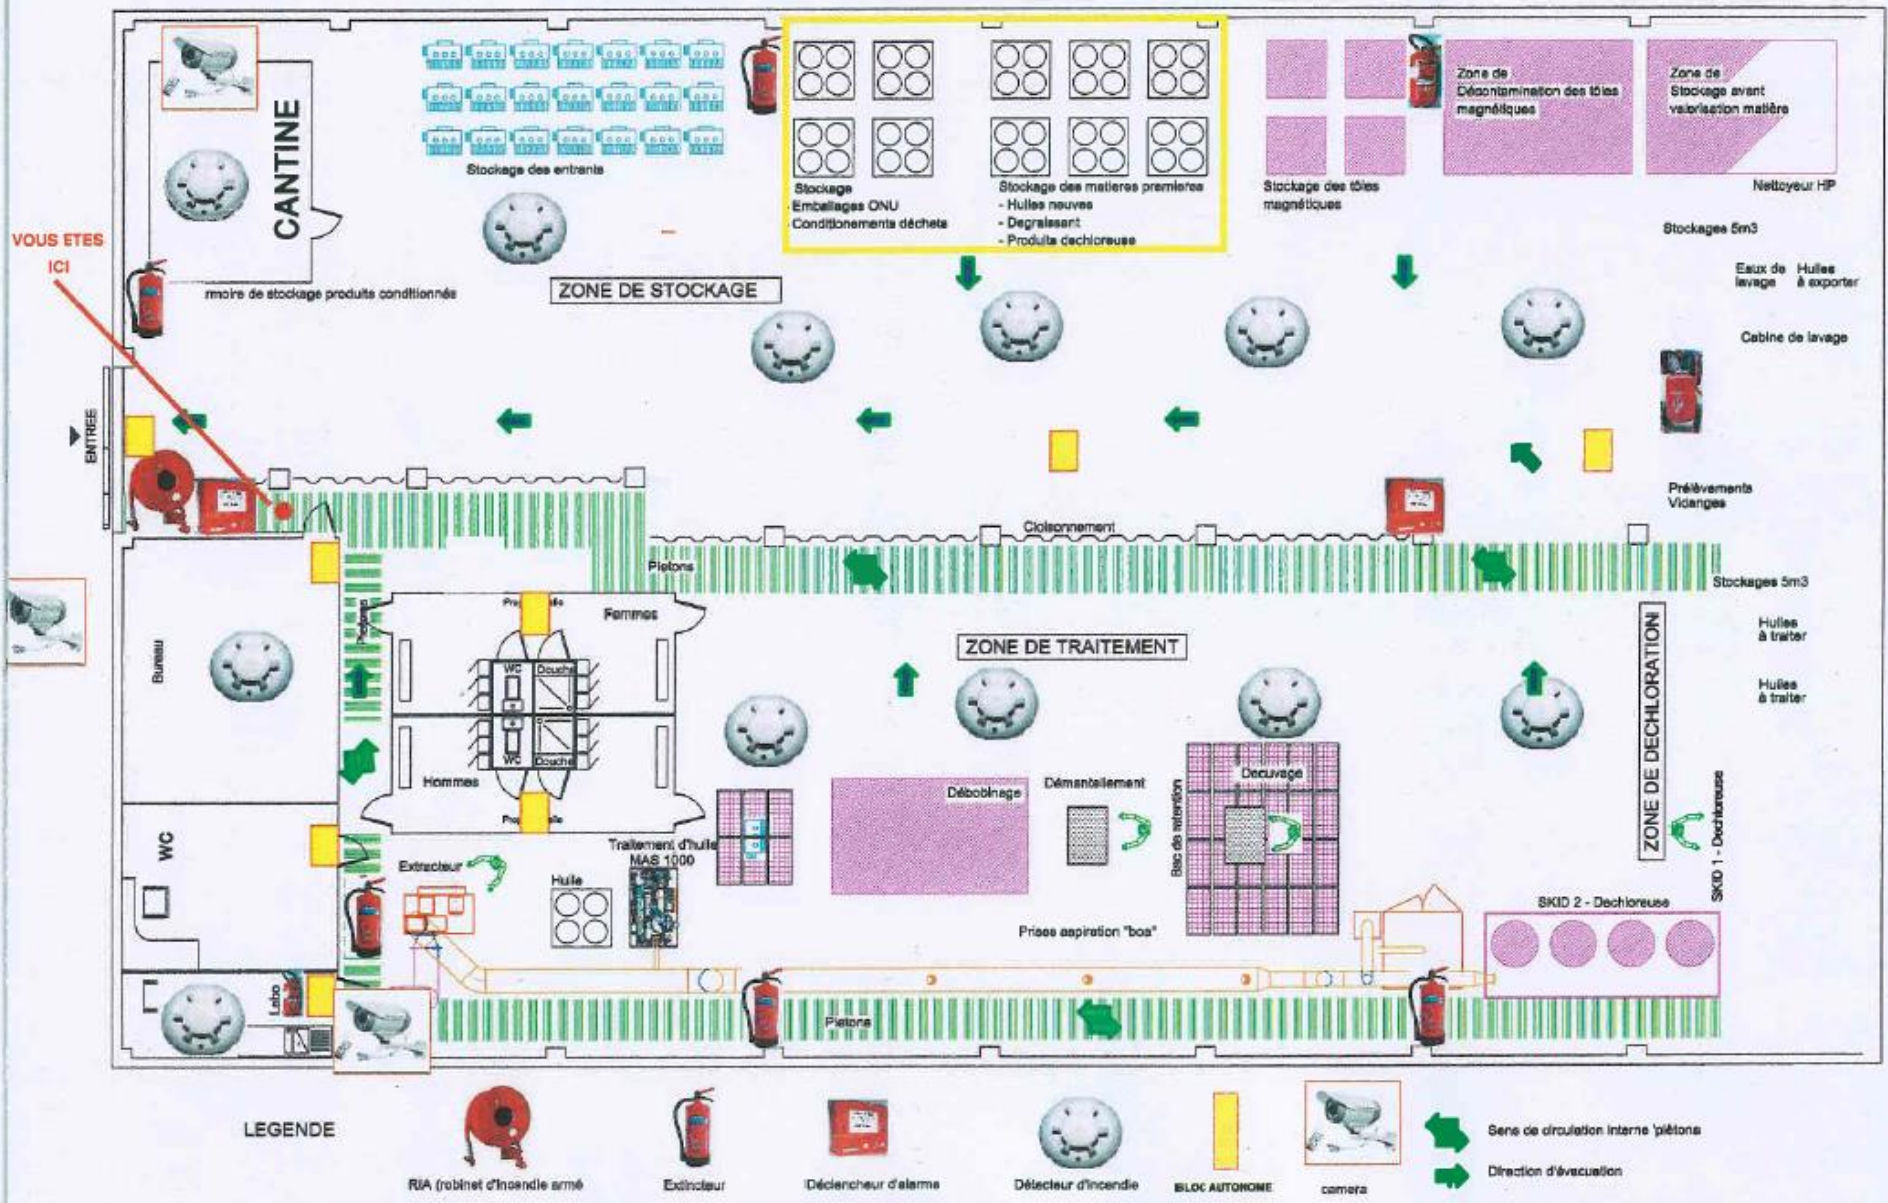 CANTINE
Stockage des entrants
Stockage
Emballages ONU
Conditionements déchets
Stockage des matieres premieres
- Huiles neuves
- Degraissant
- Produits dechloreuse
Stockage des tôles
magnétiques
Zone de
Décontamination des tôles
magnétiques
Zone de
Stockage avant
valorisation matière
Nettoyeur HP
Stockages 5m3
Eaux de
lavage
Huiles
à exporter
Cabine de lavage
VOUS ETES
ICI
rmoire de stockage produits conditionnés
ZONE DE STOCKAGE
ENTREE
Prélèvements
Vidanges
Cloisonnement
Pietons
Stockages 5m3
Huiles
à traiter
Huiles
à traiter
Bureau
Pietons
Femmes
WC
Douche
WC
Douche
Hommes
ZONE DE TRAITEMENT
ZONE DE DECHLORATION
SKID 1 - Dechloreuse
Débobinage
Démantellement
Bac de retention
Decuvage
WC
Extracteur
Traitement d'huile
MAS 1000
Huile
Prises aspiration "boa"
SKID 2 - Dechloreuse
Labo
Pietons
LEGENDE
RIA (robinet d'incendie armé
Extincteur
Déclencheur d'alarme
Détecteur d'incendie
BLOC AUTONOME
camera
Sens de circulation interne 'piétons
Direction d'évacuation